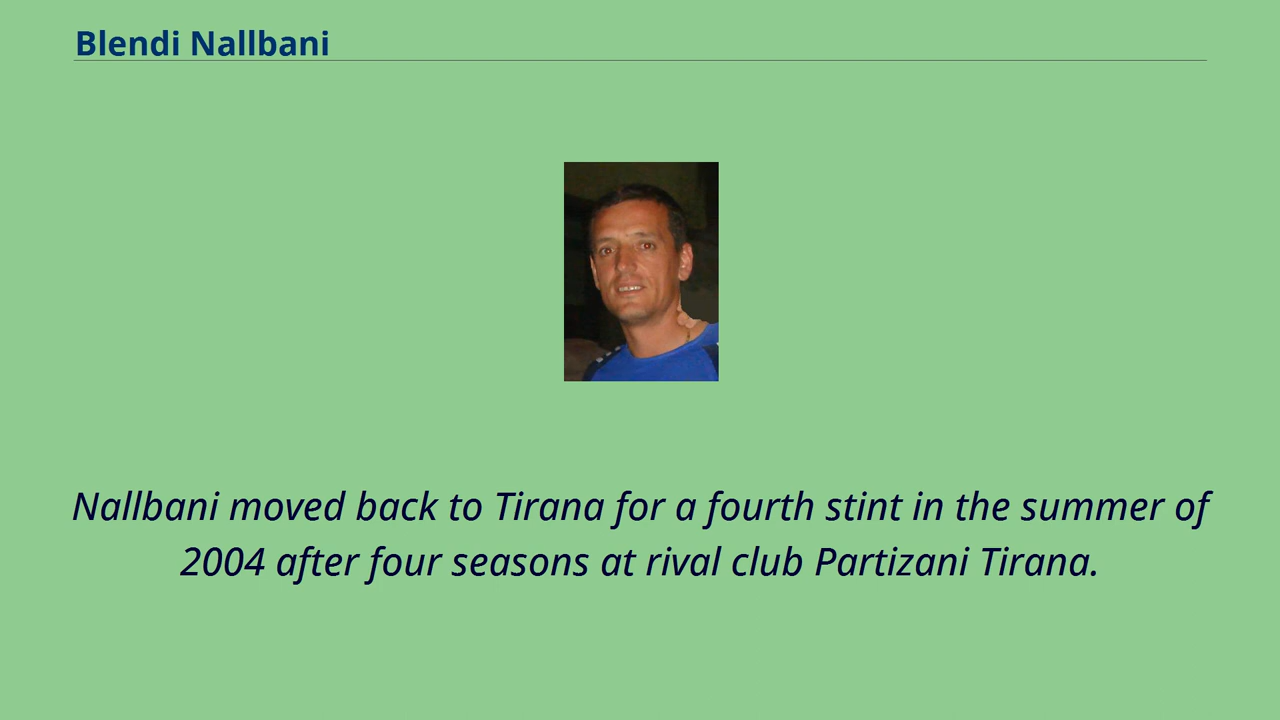 Blendi Nallbani
Nallbani moved back to Tirana for a fourth stint in the summer of
2004 after four seasons at rival club Partizani Tirana.